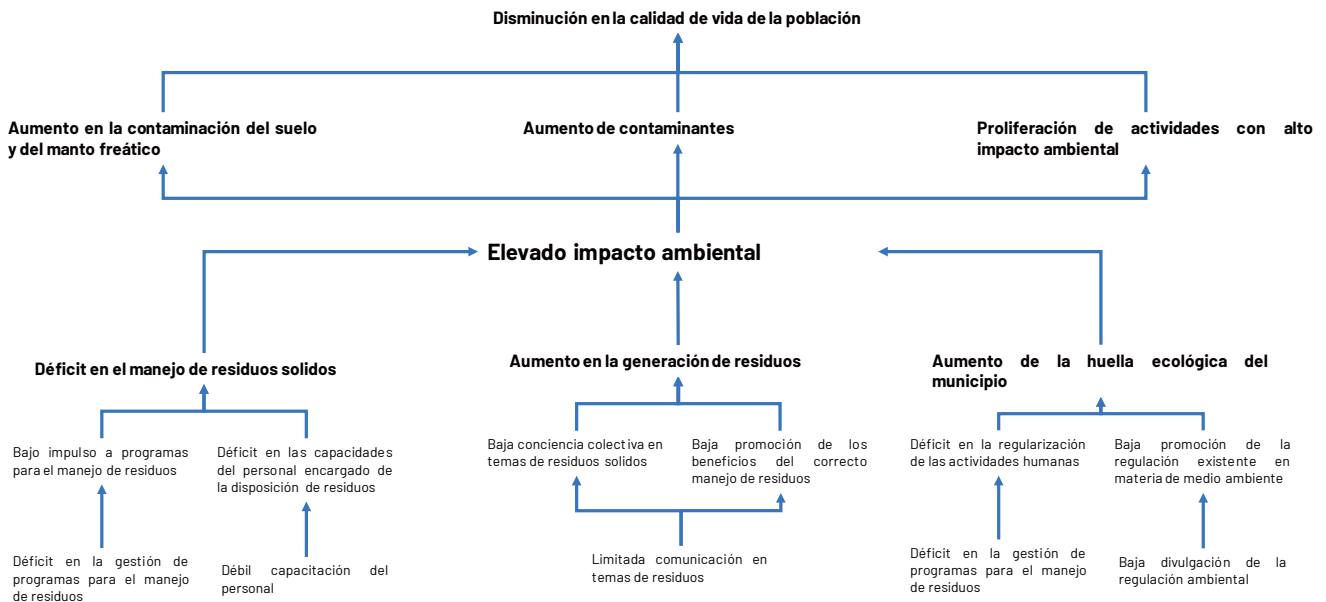 Disminución en la calidad de vida de la población
Aumento en la contaminación del suelo
y del manto freático
Aumento de contaminantes
Proliferación de actividades con alto
impacto ambiental
Elevado impacto ambiental
Déficit en el manejo de residuos solidos
Aumento en la generación de residuos
Aumento de la huella ecológica del
municipio
Bajo impulso a programas
para el manejo de residuos
Déficit en las capacidades
del personal encargado de
la disposición de residuos
Baja conciencia colectiva en
temas de residuos solidos
Baja promoción de los
beneficios del correcto
manejo de residuos
Déficit en la regularización
de las actividades humanas
Baja promoción de la
regulación existente en
materia de medio ambiente
Déficit en la gestión de
programas para el manejo
de residuos
Débil capacitación del
personal
Limitada comunicación en
temas de residuos
Déficit en la gestión de
programas para el manejo
de residuos
Baja divulgación de la
regulación ambiental